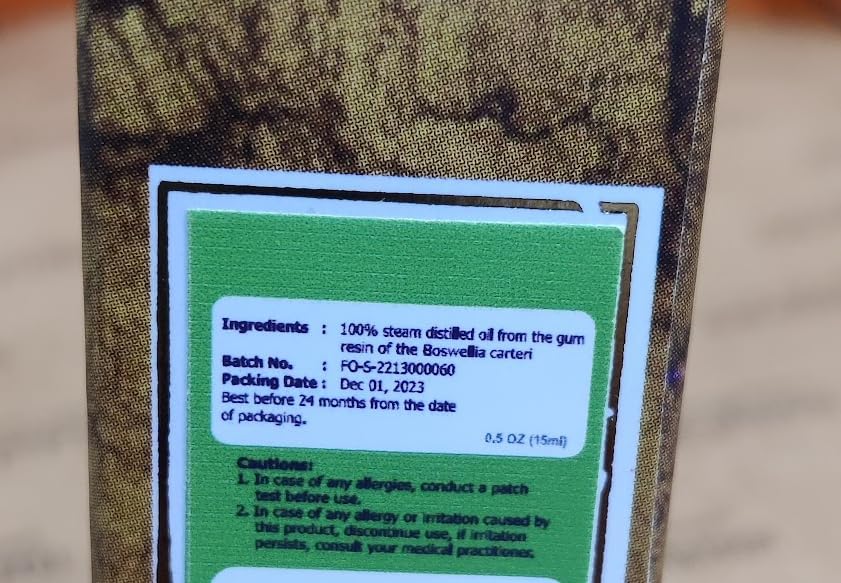 Ingredients : 100% steam distilled oil from the gum
resin of the Boswellia carteri
Batch No. : FO-S-2213000060
Packing Date : Dec 01, 2023
Best before 24 months from the date
of packaging.
0.5 OZ (15ml)
Cautions:
1. In case of any allergies, conduct a patch
test before use.
2. In case of any allergy or irritation caused by
this product, discontinue use, if irritation
persists, consult your medical practitioner.